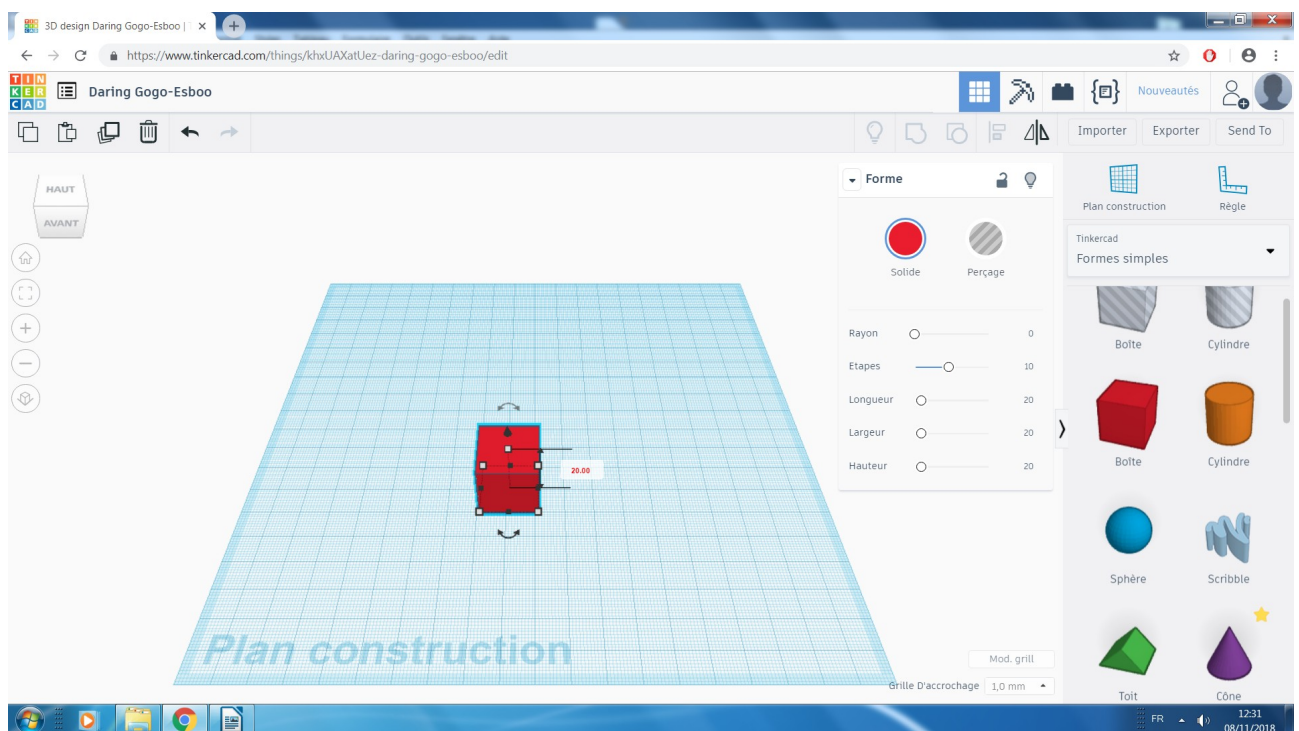 3D design Daring Gogo-Esboo |
https://www.tinkercad.com/things/khxUAXatUez-daring-gogo-esboo/edit
TIN
KER
CAD
Daring Gogo-Esboo
Nouveautés
Importer
Exporter
Send To
HAUT
AVANT
Forme
Solide
Perçage
Rayon 0
Etapes 10
Longueur 20
Largeur 20
Hauteur 20
20.00
Plan construction
Mod. grill
Grille D'accrochage 1,0 mm
Plan construction
Règle
Tinkercad
Formes simples
Boîte
Cylindre
Boîte
Cylindre
Sphère
Scribble
Toit
Cône
FR
12:31
08/11/2018